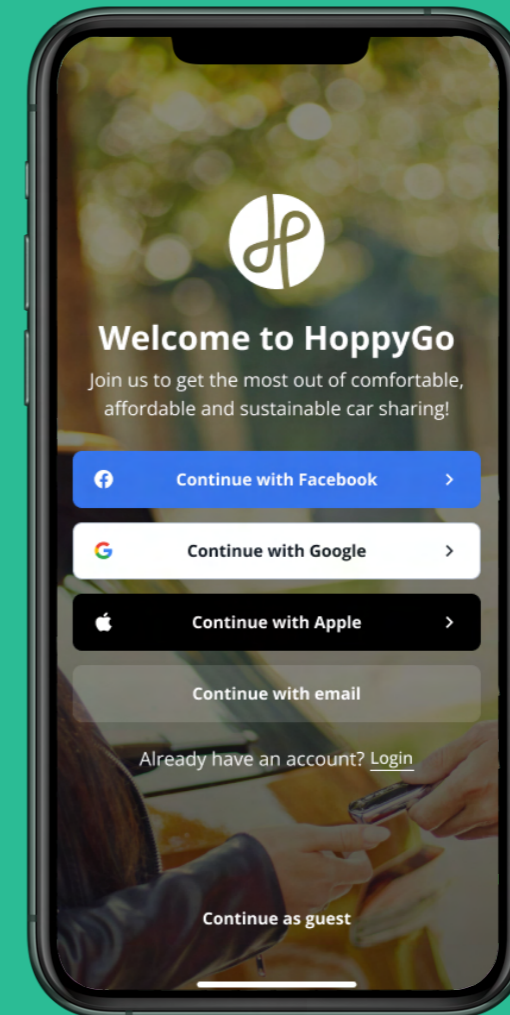 Welcome to HoppyGo
Join us to get the most out of comfortable,
affordable and sustainable car sharing!
Continue with Facebook
Continue with Google
Continue with Apple
Continue with email
Already have an account? Login
Continue as guest